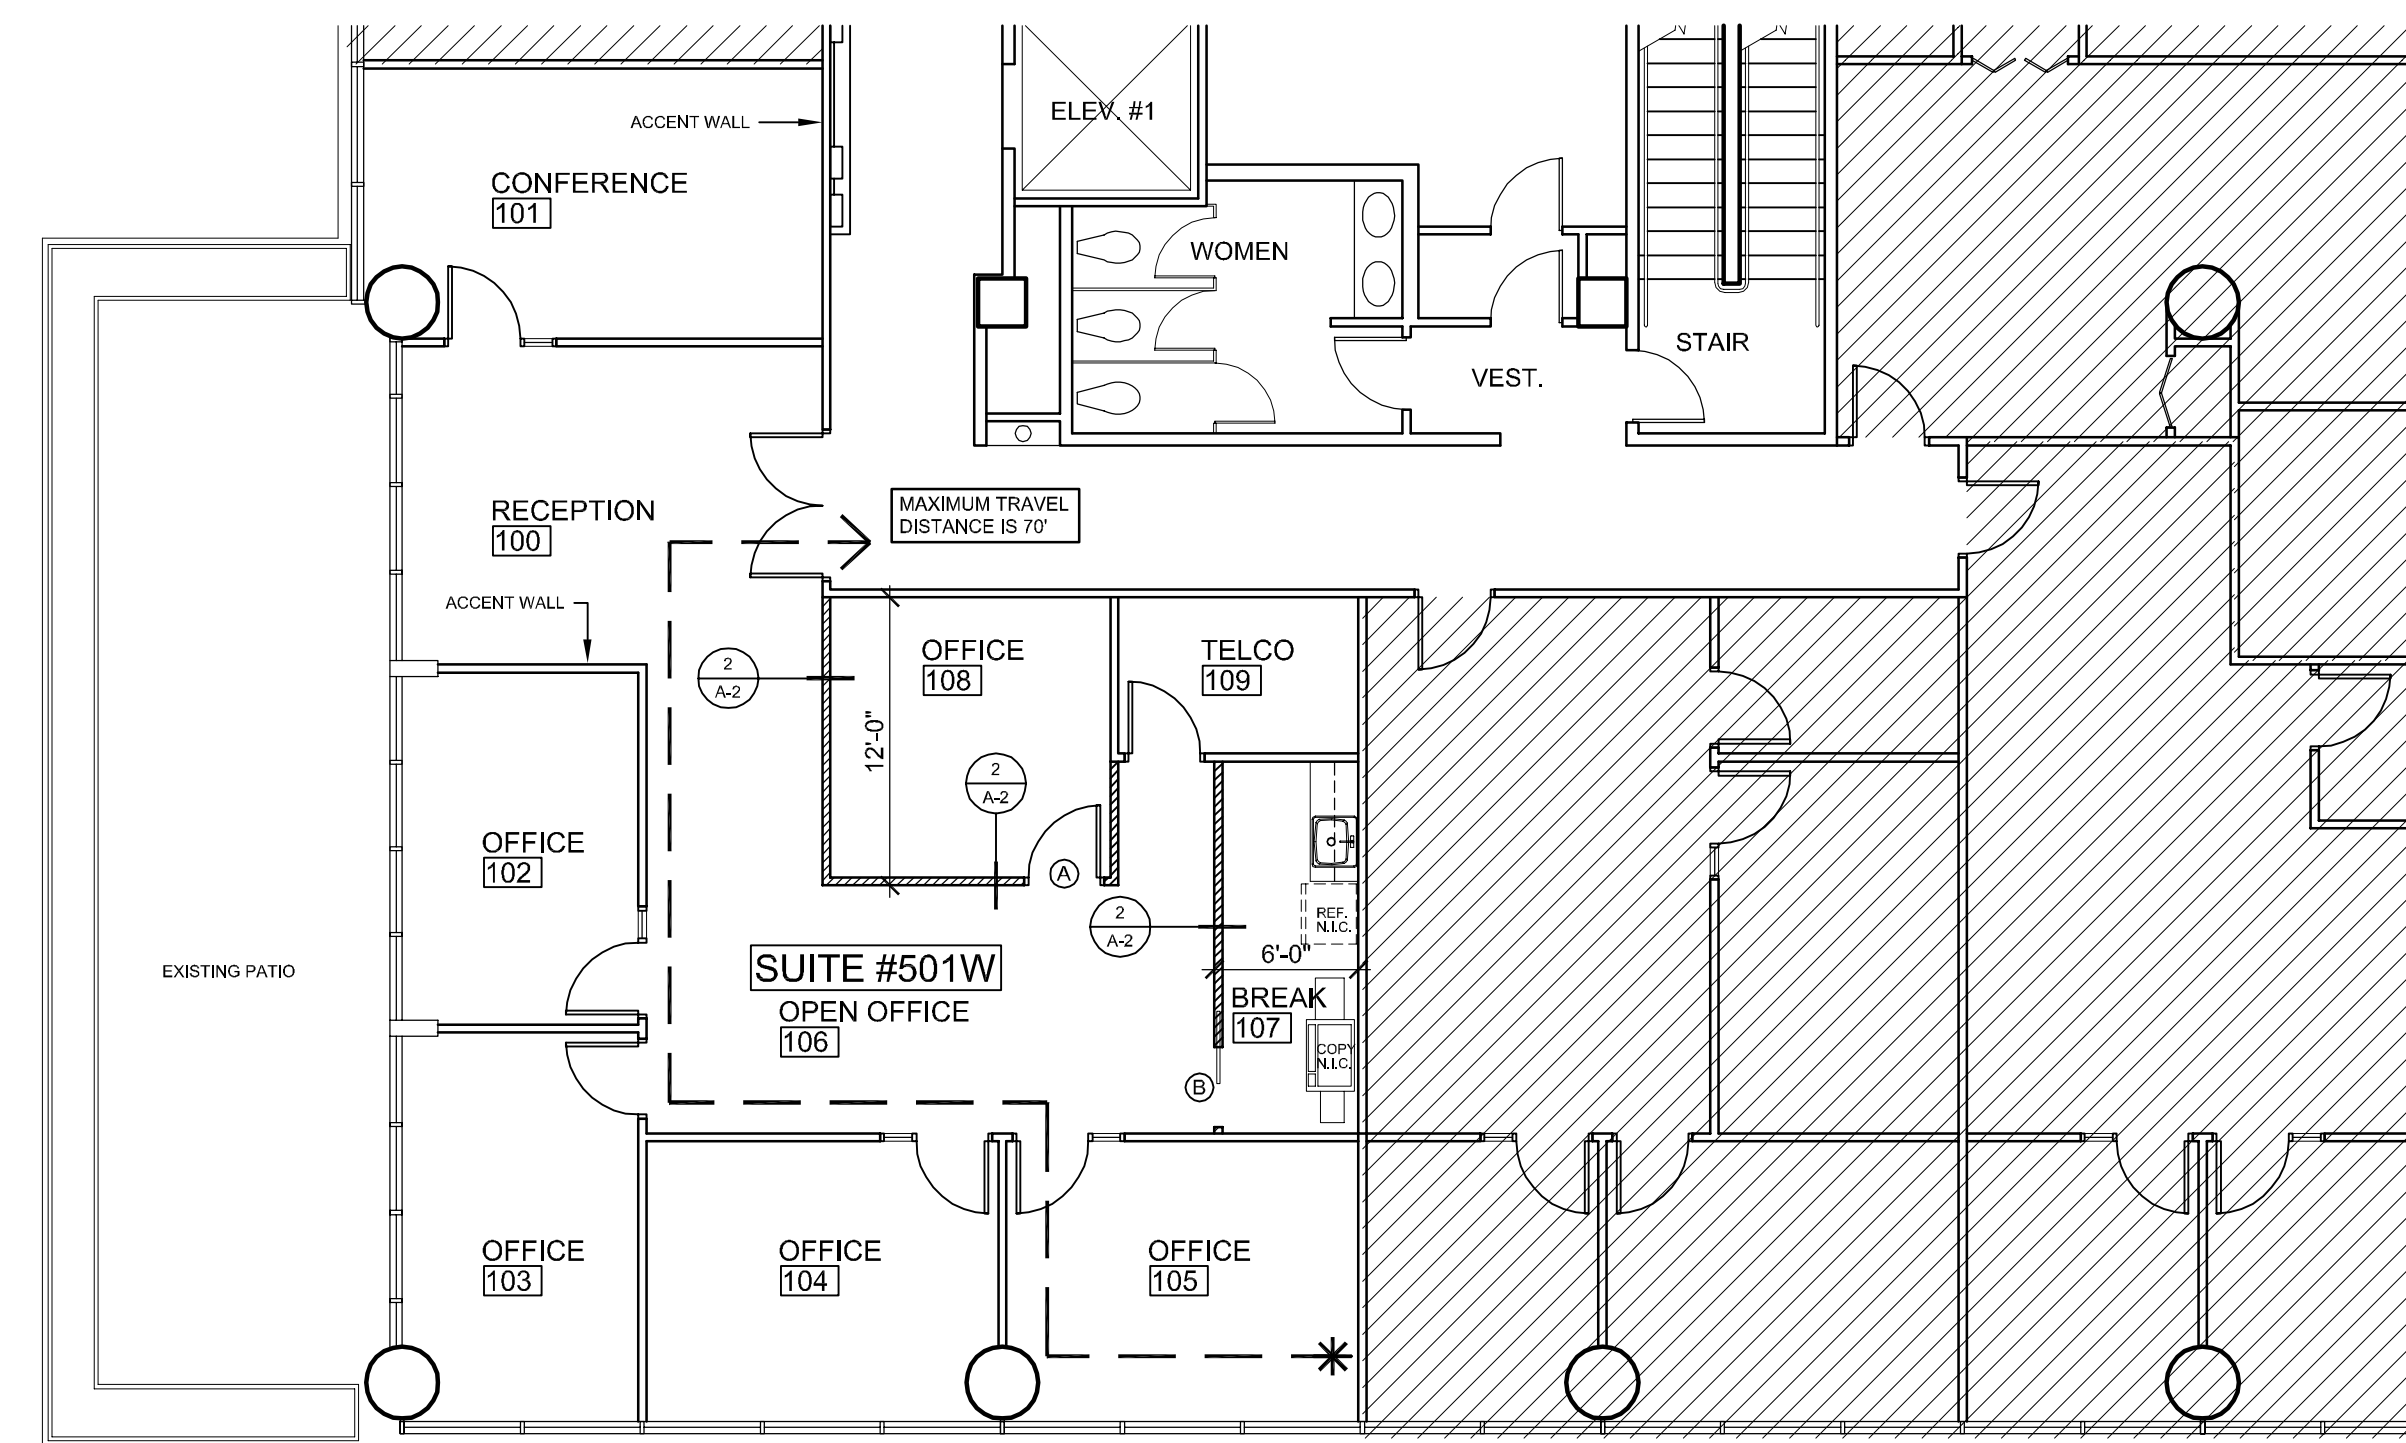 ELEV. #1
ACCENT WALL
CONFERENCE
101
WOMEN
STAIR
VEST.
RECEPTION
100
MAXIMUM TRAVEL
DISTANCE IS 70'
ACCENT WALL
2
A-2
OFFICE
108
TELCO
109
12'-0"
2
A-2
OFFICE
102
A
2
A-2
REF.
N.I.C.
6'-0"
EXISTING PATIO
SUITE #501W
OPEN OFFICE
106
BREAK
107
COPY
N.I.C.
B
OFFICE
103
OFFICE
104
OFFICE
105